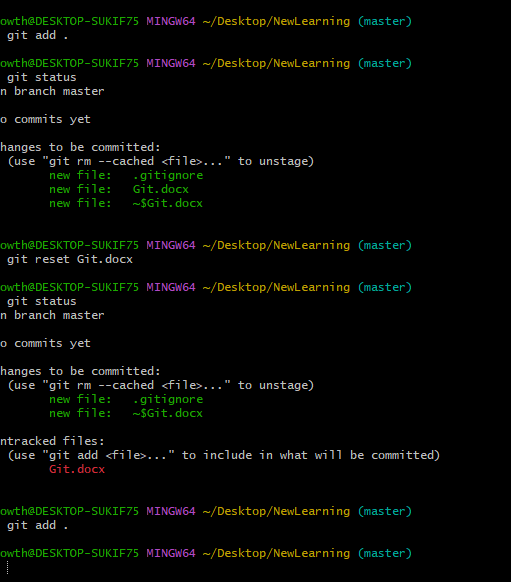 owth@DESKTOP-SUKIF75 MINGW64 ~/Desktop/NewLearning (master)
git add .
owth@DESKTOP-SUKIF75 MINGW64 ~/Desktop/NewLearning (master)
git status
n branch master
o commits yet
hanges to be committed:
(use "git rm --cached <file>..." to unstage)
new file:   .gitignore
new file:   Git.docx
new file:   ~$Git.docx
owth@DESKTOP-SUKIF75 MINGW64 ~/Desktop/NewLearning (master)
git reset Git.docx
owth@DESKTOP-SUKIF75 MINGW64 ~/Desktop/NewLearning (master)
git status
n branch master
o commits yet
hanges to be committed:
(use "git rm --cached <file>..." to unstage)
new file:   .gitignore
new file:   ~$Git.docx
ntracked files:
(use "git add <file>..." to include in what will be committed)
Git.docx
owth@DESKTOP-SUKIF75 MINGW64 ~/Desktop/NewLearning (master)
git add .
owth@DESKTOP-SUKIF75 MINGW64 ~/Desktop/NewLearning (master)